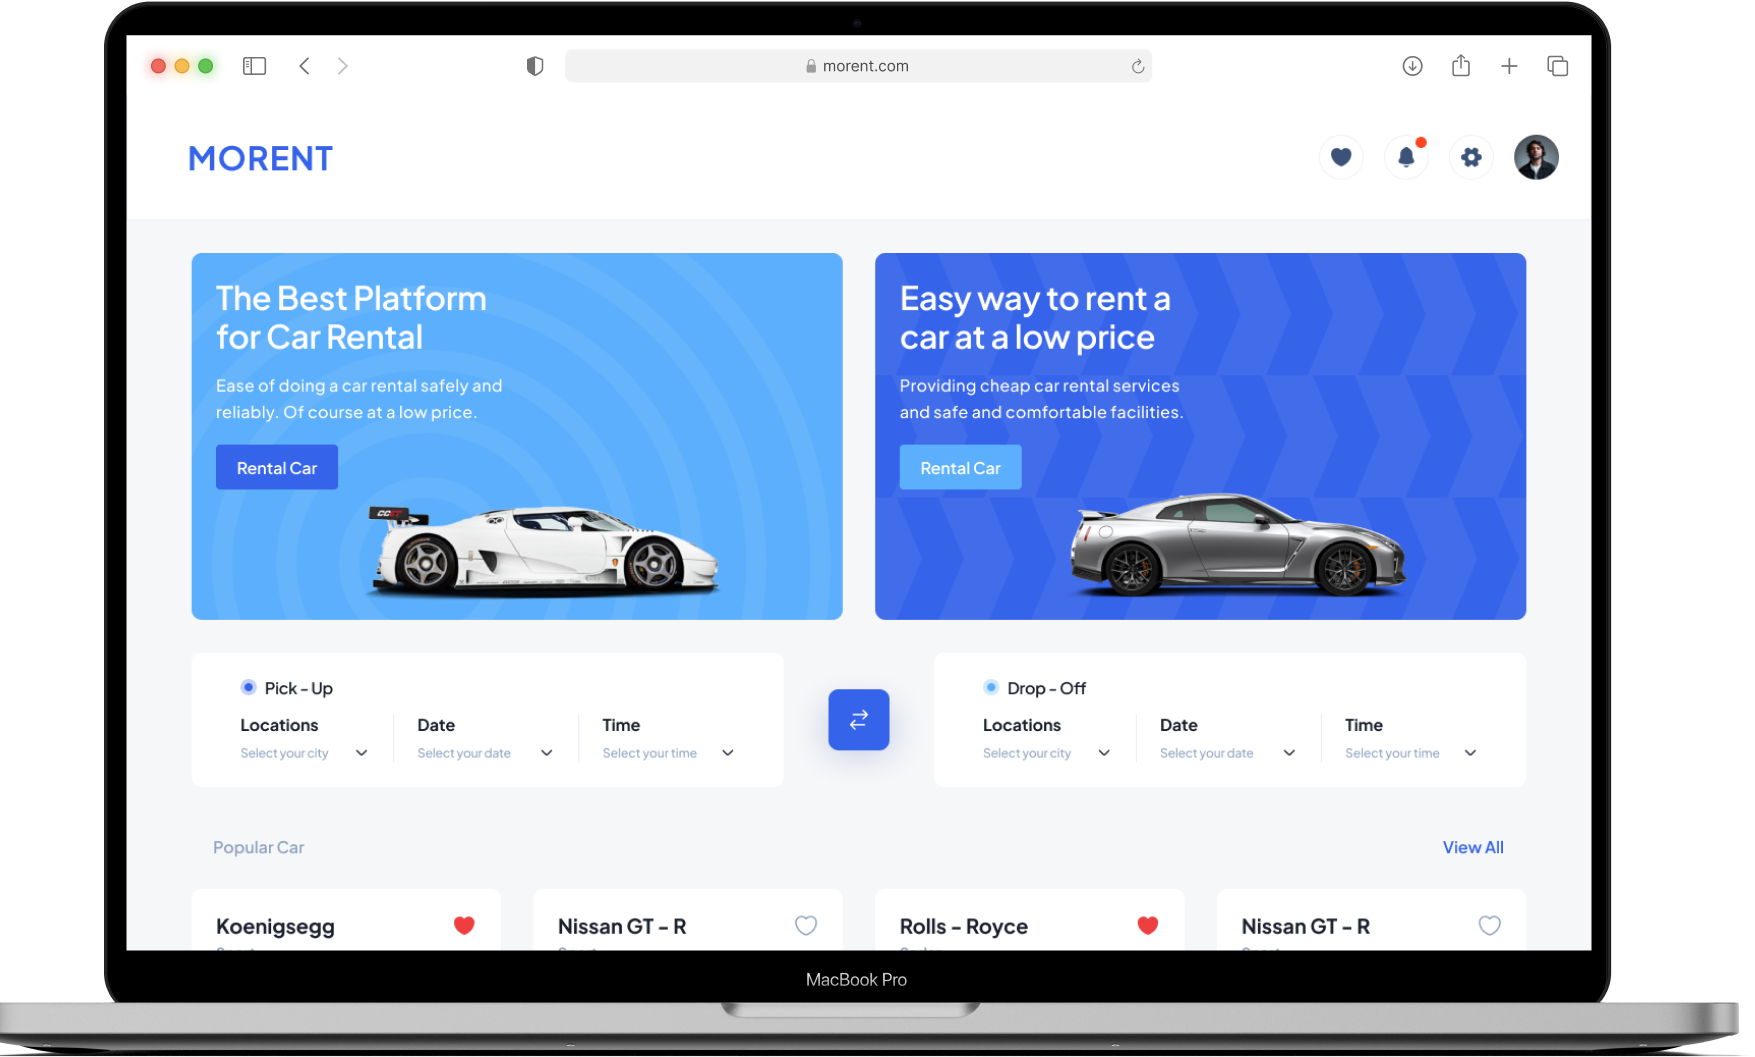 morent.com
MORENT
The Best Platform
for Car Rental
Ease of doing a car rental safely and
reliably. Of course at a low price.
Rental Car
Easy way to rent a
car at a low price
Providing cheap car rental services
and safe and comfortable facilities.
Rental Car
Pick - Up
Locations Date Time
Select your city Select your date Select your time
Drop - Off
Locations Date Time
Select your city Select your date Select your time
Popular Car
View All
Koenigsegg
Nissan GT - R
Rolls - Royce
Nissan GT - R
MacBook Pro